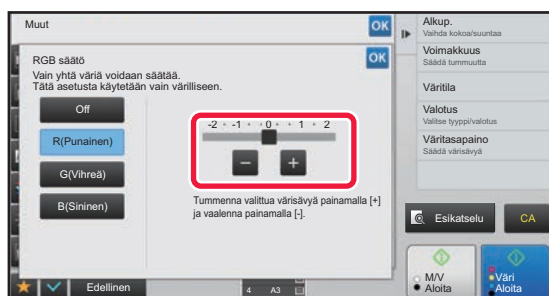 Muut
OK
RGB säätö
OK
Vain yhtä väriä voidaan säätää.
Tätä asetusta käytetään vain värilliseen.
Off
R(Punainen)
G(Vihreä)
B(Sininen)
-2 • -1 • • 0 • • 1 • 2
- +
Tummenna valittua värisävyä painamalla [+]
ja vaalenna painamalla [-].
Edellinen
4 A3
Alkup.
Vaihda kokoa/suuntaa
Voimakkuus
Säädä tummuutta
Väritila
Valotus
Valitse tyyppi/valotus
Väritasapaino
Säädä värisävyä
Esikatselu
CA
M/V
Aloita
Väri
Aloita